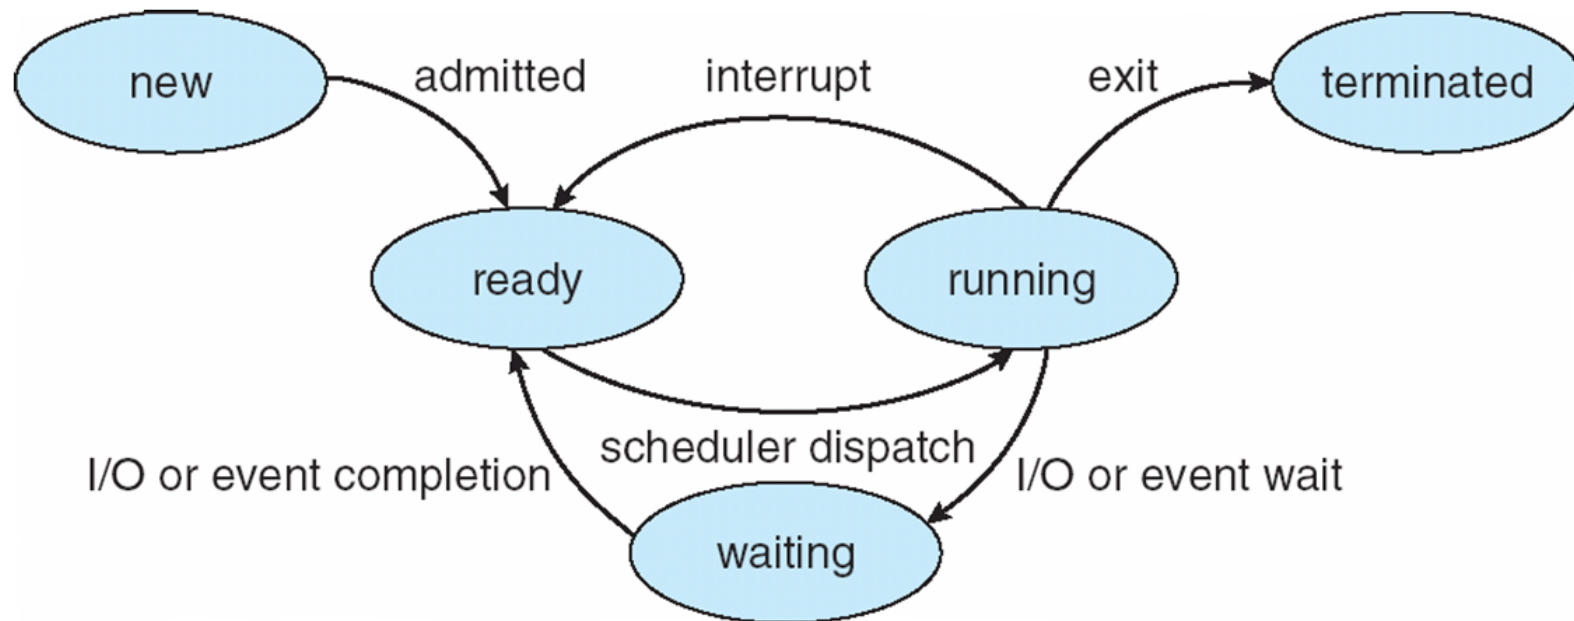 new
admitted
interrupt
exit
terminated
ready
running
scheduler dispatch
I/O or event completion
I/O or event wait
waiting